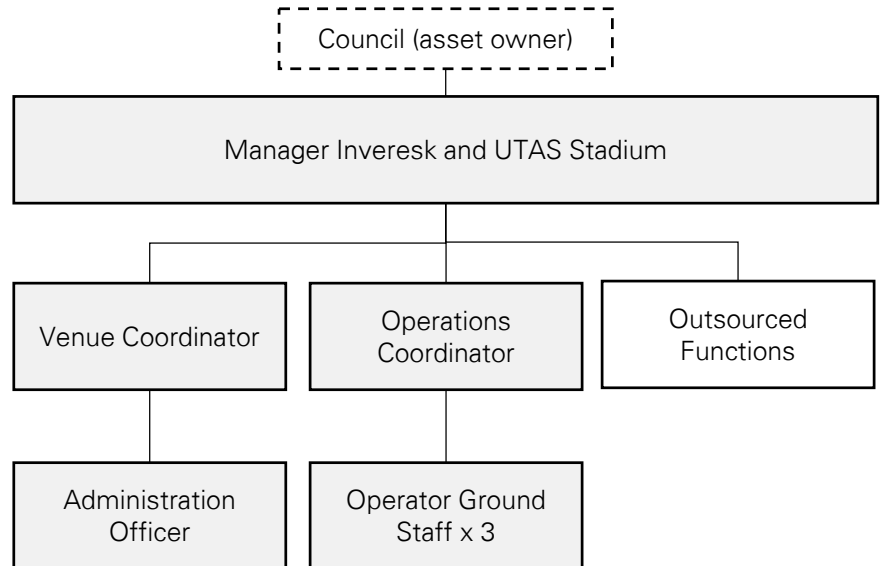 Council (asset owner)
Manager Inveresk and UTAS Stadium
Venue Coordinator
Operations
Coordinator
Outsourced
Functions
Administration
Officer
Operator Ground
Staff x 3